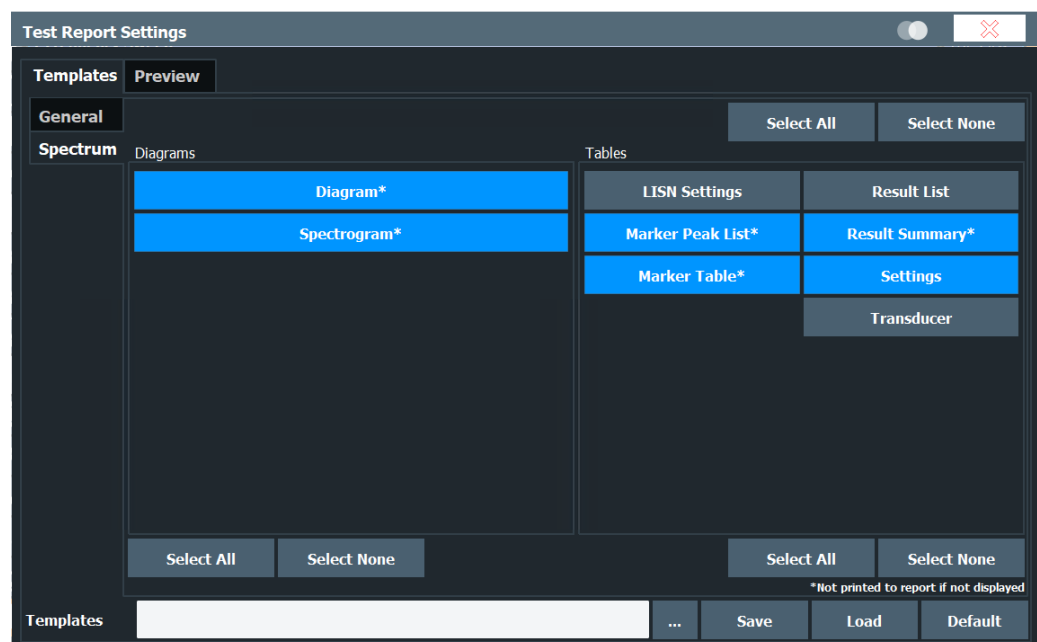 Test Report Settings
Templates Preview
General
Select All Select None
Spectrum
Diagrams Tables
Diagram* LISN Settings Result List
Spectrogram* Marker Peak List* Result Summary*
Marker Table* Settings
Transducer
Select All Select None Select All Select None
*Not printed to report if not displayed
Templates ... Save Load Default